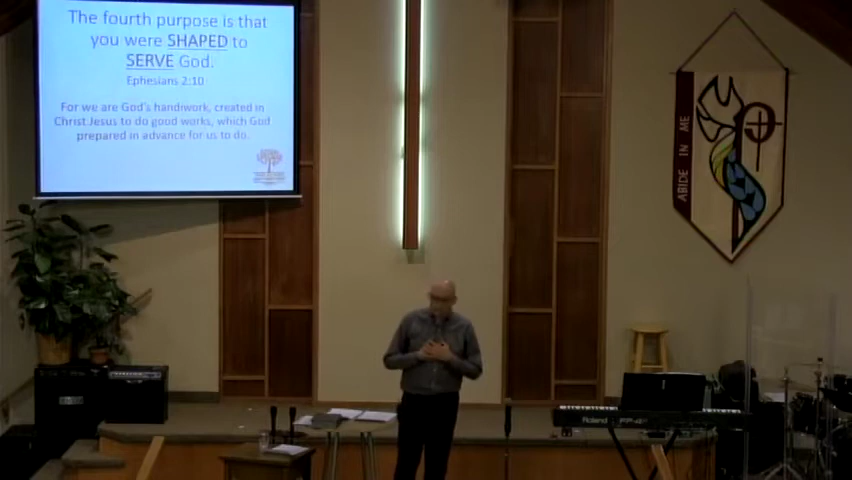 The fourth purpose is that
you were SHAPED to
SERVE God.
Ephesians 2:10
For we are God's handiwork, created in
Christ Jesus to do good works, which God
prepared in advance for us to do.
ABIDE IN ME
Roland